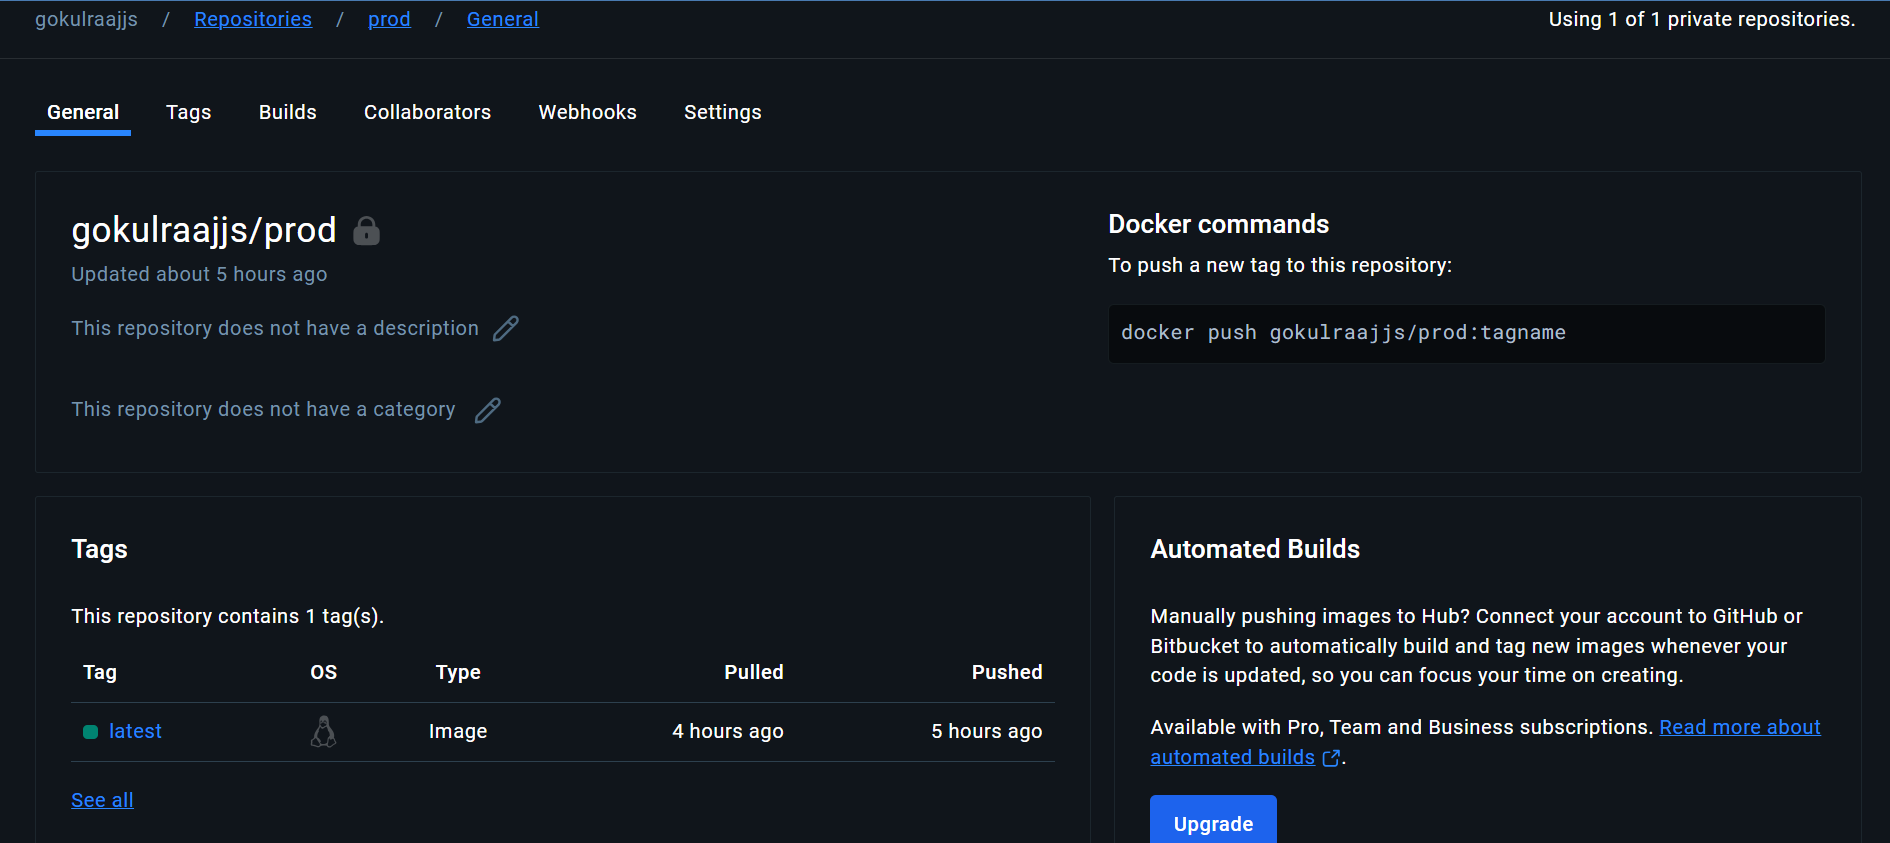 gokulraajjs / Repositories / prod / General
Using 1 of 1 private repositories.
General Tags Builds Collaborators Webhooks Settings
gokulraajjs/prod
Updated about 5 hours ago
This repository does not have a description
This repository does not have a category
Docker commands
To push a new tag to this repository:
docker push gokulraajjs/prod:tagname
Tags
This repository contains 1 tag(s).
Tag OS Type Pulled Pushed
latest Image 4 hours ago 5 hours ago
See all
Automated Builds
Manually pushing images to Hub? Connect your account to GitHub or
Bitbucket to automatically build and tag new images whenever your
code is updated, so you can focus your time on creating.
Available with Pro, Team and Business subscriptions. Read more about
automated builds .
Upgrade